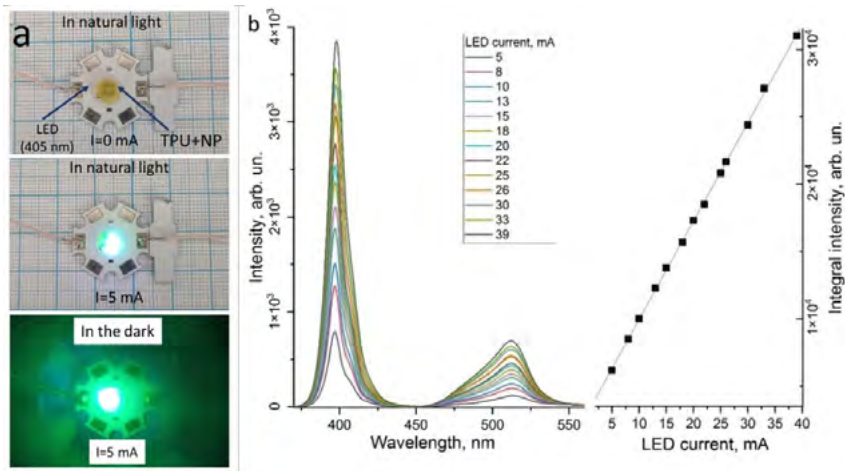 a
In natural light
LED
(405 nm)
I=0 mA
TPU+NP
In natural light
I=5 mA
In the dark
I=5 mA
b
4×10³
3×10³
2×10³
1×10³
0
Intensity, arb. un.
400
450
500
550
Wavelength, nm
LED current, mA
5
8
10
13
15
18
20
22
25
26
30
33
39
3×10⁴
2×10⁴
1×10⁴
Integral intensity, arb. un.
5
10
15
20
25
30
35
40
LED current, mA